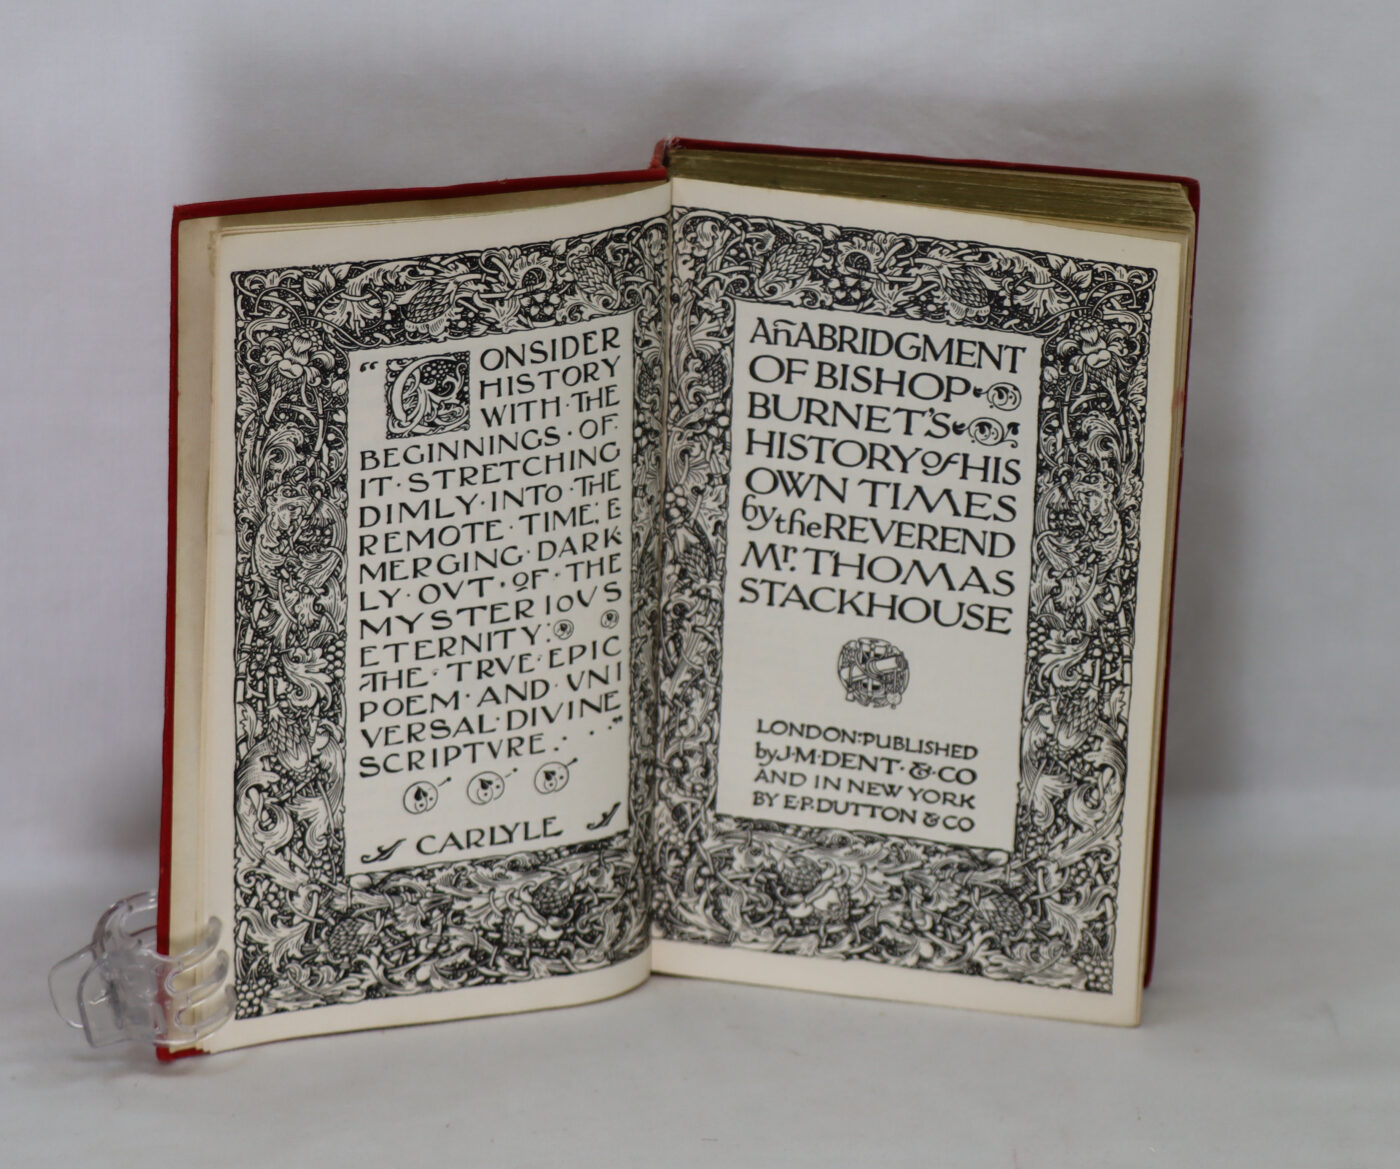 “CONSIDER
HISTORY
WITH·THE
BEGINNINGS·OF·
IT·STRETCHING
DIMLY·INTO·THE
REMOTE·TIME; E
MERGING·DARK
LY·OVT·OF·THE
MYSTERIOVS
ETERNITY:
THE·TRVE·EPIC
POEM·AND·VNI
VERSAL·DIVINE
SCRIPTVRE.· · ·”
CARLYLE
An ABRIDGMENT
OF BISHOP
BURNET'S
HISTORY of HIS
OWN TIMES
by the REVEREND
Mr. THOMAS
STACKHOUSE
LONDON:PUBLISHED
by J·M·DENT·&·CO
AND IN NEW YORK
BY E.P.DUTTON & CO